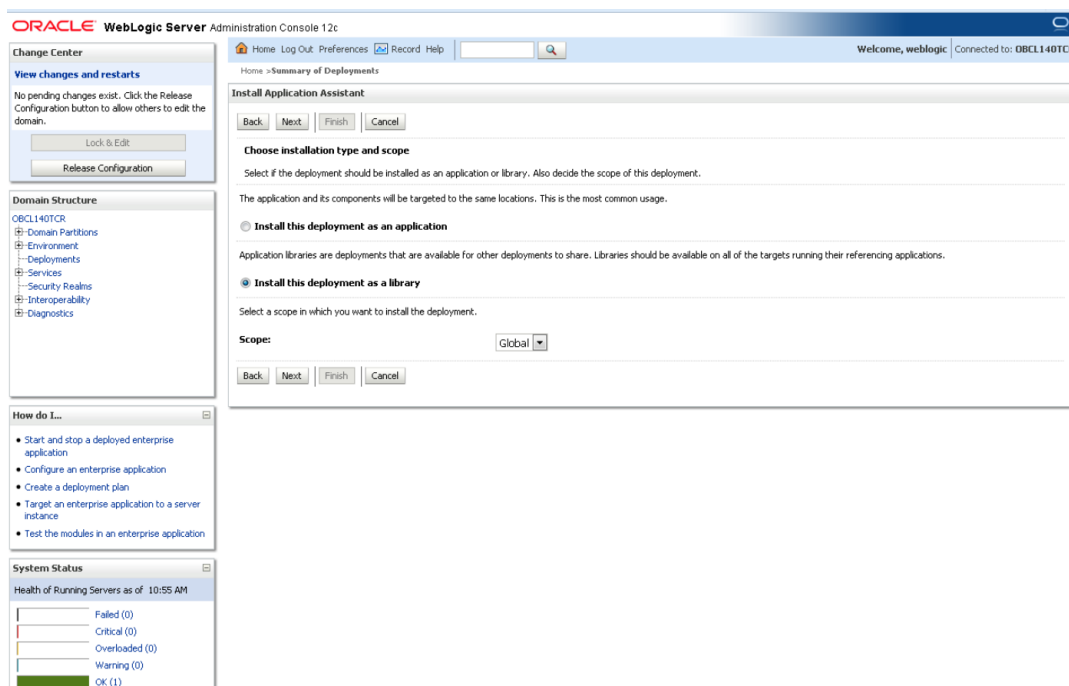 ORACLE WebLogic Server Administration Console 12c
Change Center
View changes and restarts
No pending changes exist. Click the Release
Configuration button to allow others to edit the
domain.
Lock & Edit
Release Configuration
Domain Structure
OBCL140TCR
Domain Partitions
Environment
Deployments
Services
Security Realms
Interoperability
Diagnostics
How do I...
Start and stop a deployed enterprise
application
Configure an enterprise application
Create a deployment plan
Target an enterprise application to a server
instance
Test the modules in an enterprise application
System Status
Health of Running Servers as of 10:55 AM
Failed (0)
Critical (0)
Overloaded (0)
Warning (0)
OK (1)
Home Log Out Preferences Record Help
Welcome, weblogic Connected to: OBCL140TC
Home >Summary of Deployments
Install Application Assistant
Back Next Finish Cancel
Choose installation type and scope
Select if the deployment should be installed as an application or library. Also decide the scope of this deployment.
The application and its components will be targeted to the same locations. This is the most common usage.
Install this deployment as an application
Application libraries are deployments that are available for other deployments to share. Libraries should be available on all of the targets running their referencing applications.
Install this deployment as a library
Select a scope in which you want to install the deployment.
Scope: Global
Back Next Finish Cancel